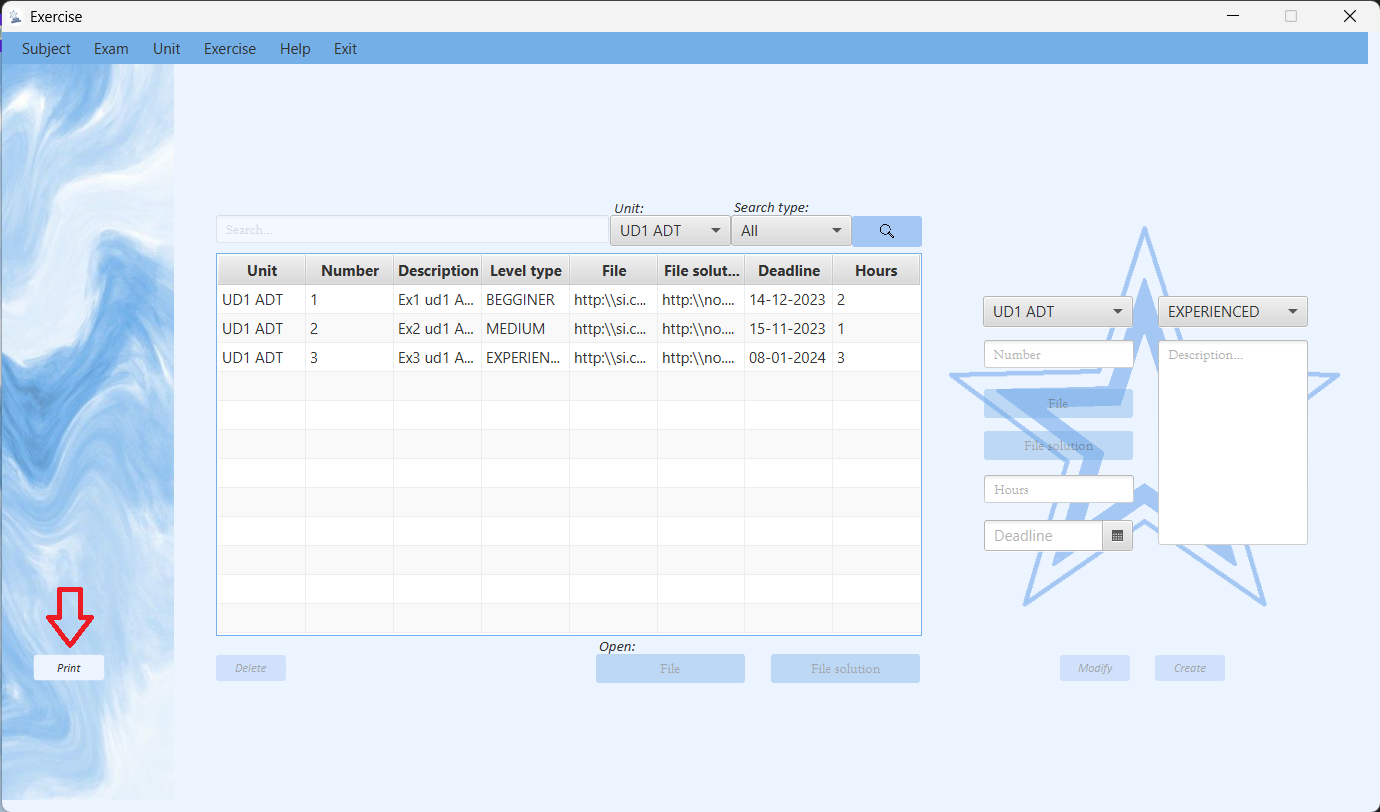 Exercise
Subject Exam Unit Exercise Help Exit
Unit: Search type:
Search... UD1 ADT All
Unit Number Description Level type File File solut... Deadline Hours
UD1 ADT 1 Ex1 ud1 A... BEGGINER http:\\si.c... http:\\no.... 14-12-2023 2
UD1 ADT 2 Ex2 ud1 A... MEDIUM http:\\si.c... http:\\no.... 15-11-2023 1
UD1 ADT 3 Ex3 ud1 A... EXPERIEN... http:\\si.c... http:\\no.... 08-01-2024 3
UD1 ADT EXPERIENCED
Number Description...
File
File solution
Hours
Deadline
Open:
Print Delete File File solution Modify Create